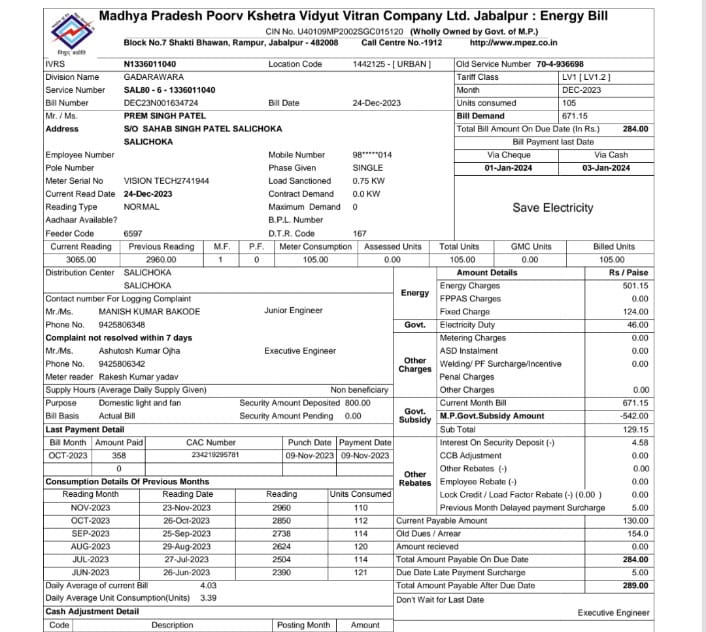 Madhya Pradesh Poorv Kshetra Vidyut Vitran Company Ltd. Jabalpur : Energy Bill
CIN No. U40109MP2002SGC015120 (Wholly Owned by Govt. of M.P.)
Block No.7 Shakti Bhawan, Rampur, Jabalpur - 482008 Call Centre No.-1912 http://www.mpez.co.in
IVRS N1336011040 Location Code 1442125 - [ URBAN ] Old Service Number 70-4-936698
Division Name GADARAWARA Tariff Class LV1 [ LV1.2 ]
Service Number SAL80 - 6 - 1336011040 Month DEC-2023
Bill Number DEC23N001634724 Bill Date 24-Dec-2023 Units consumed 105
Mr. / Ms. PREM SINGH PATEL Bill Demand 671.15
Address S/O SAHAB SINGH PATEL SALICHOKA Total Bill Amount On Due Date (In Rs.) 284.00
SALICHOKA Bill Payment last Date
Employee Number Mobile Number 98*****014 Via Cheque Via Cash
Pole Number Phase Given SINGLE 01-Jan-2024 03-Jan-2024
Meter Serial No VISION TECH2741944 Load Sanctioned 0.75 KW
Current Read Date 24-Dec-2023 Contract Demand 0.0 KW
Reading Type NORMAL Maximum Demand 0 Save Electricity
Aadhaar Available? B.P.L. Number
Feeder Code 6597 D.T.R. Code 167
Current Reading Previous Reading M.F. P.F. Meter Consumption Assessed Units Total Units GMC Units Billed Units
3065.00 2960.00 1 0 105.00 0.00 105.00 0.00 105.00
Distribution Center SALICHOKA Amount Details Rs / Paise
SALICHOKA Energy Energy Charges 501.15
Contact number For Logging Complaint FPPAS Charges 0.00
Mr./Ms. MANISH KUMAR BAKODE Junior Engineer Fixed Charge 124.00
Phone No. 9425806348 Govt. Electricity Duty 46.00
Complaint not resolved within 7 days Metering Charges 0.00
Mr./Ms. Ashutosh Kumar Ojha Executive Engineer Other Charges ASD Instalment 0.00
Phone No. 9425806342 Welding/ PF Surcharge/Incentive 0.00
Meter reader Rakesh Kumar yadav Penal Charges
Supply Hours (Average Daily Supply Given) Non beneficiary Other Charges 0.00
Purpose Domestic light and fan Security Amount Deposited 800.00 Current Month Bill 671.15
Bill Basis Actual Bill Security Amount Pending 0.00 Govt. Subsidy M.P.Govt.Subsidy Amount -542.00
Last Payment Detail Sub Total 129.15
Bill Month Amount Paid CAC Number Punch Date Payment Date Interest On Security Deposit (-) 4.58
OCT-2023 358 234219295781 09-Nov-2023 09-Nov-2023 CCB Adjustment 0.00
0 Other Rebates Other Rebates (-) 0.00
Consumption Details Of Previous Months Employee Rebate (-) 0.00
Reading Month Reading Date Reading Units Consumed Lock Credit / Load Factor Rebate (-) (0.00 ) 0.00
NOV-2023 23-Nov-2023 2960 110 Previous Month Delayed payment Surcharge 5.00
OCT-2023 26-Oct-2023 2850 112 Current Payable Amount 130.00
SEP-2023 25-Sep-2023 2738 114 Old Dues / Arrear 154.0
AUG-2023 29-Aug-2023 2624 120 Amount recieved 0.00
JUL-2023 27-Jul-2023 2504 114 Total Amount Payable On Due Date 284.00
JUN-2023 26-Jun-2023 2390 121 Due Date Late Payment Surcharge 5.00
Daily Average of current Bill 4.03 Total Amount Payable After Due Date 289.00
Daily Average Unit Consumption(Units) 3.39 Don't Wait for Last Date
Cash Adjustment Detail Executive Engineer
Code Description Posting Month Amount